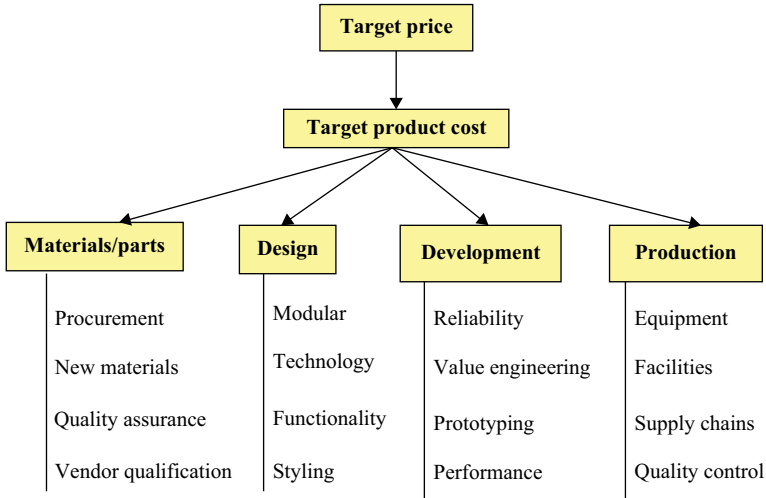 Target price
Target product cost
Materials/parts
Design
Development
Production
Procurement
New materials
Quality assurance
Vendor qualification
Modular
Technology
Functionality
Styling
Reliability
Value engineering
Prototyping
Performance
Equipment
Facilities
Supply chains
Quality control